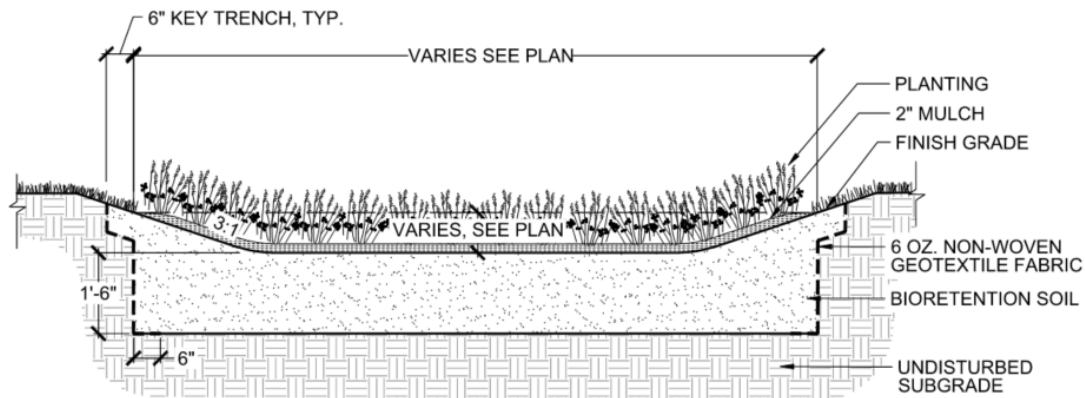 6" KEY TRENCH, TYP.
VARIES SEE PLAN
PLANTING
2" MULCH
FINISH GRADE
3:1
VARIES, SEE PLAN
6 OZ. NON-WOVEN
GEOTEXTILE FABRIC
1'-6"
BIORETENTION SOIL
6"
UNDISTURBED
SUBGRADE